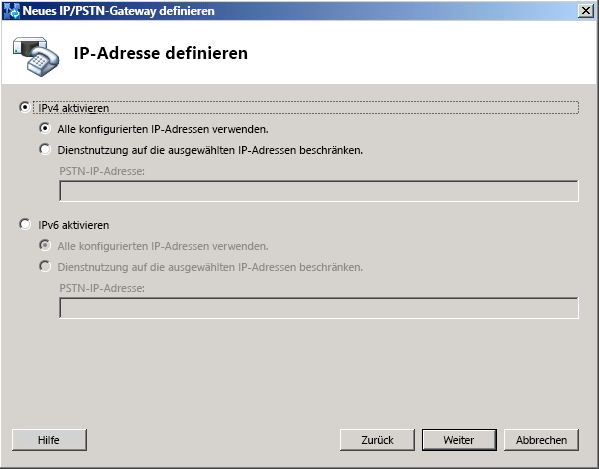 Neues IP/PSTN-Gateway definieren
IP-Adresse definieren
IPv4 aktivieren
Alle konfigurierten IP-Adressen verwenden.
Dienstnutzung auf die ausgewählten IP-Adressen beschränken.
PSTN-IP-Adresse:
IPv6 aktivieren
Alle konfigurierten IP-Adressen verwenden.
Dienstnutzung auf die ausgewählten IP-Adressen beschränken.
PSTN-IP-Adresse:
Hilfe Zurück Weiter Abbrechen